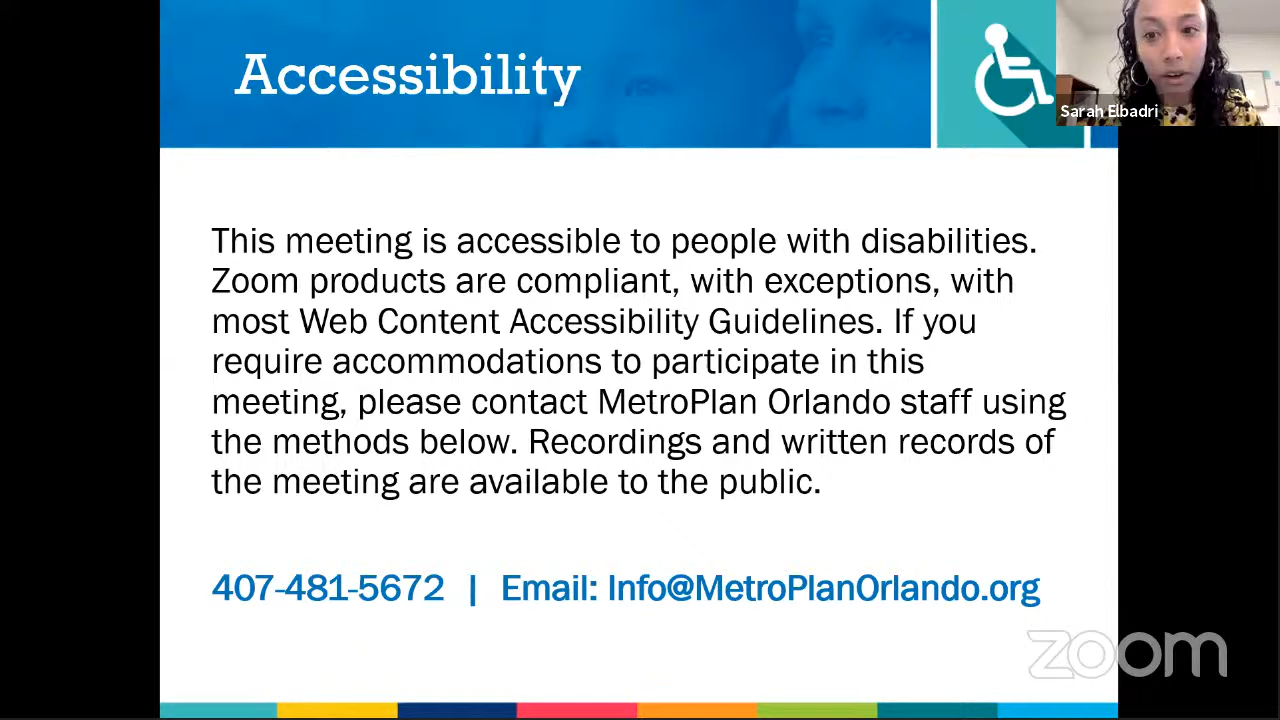 Accessibility
Sarah Elbadri
This meeting is accessible to people with disabilities.
Zoom products are compliant, with exceptions, with
most Web Content Accessibility Guidelines. If you
require accommodations to participate in this
meeting, please contact MetroPlan Orlando staff using
the methods below. Recordings and written records of
the meeting are available to the public.
407-481-5672 | Email: Info@MetroPlanOrlando.org
zoom